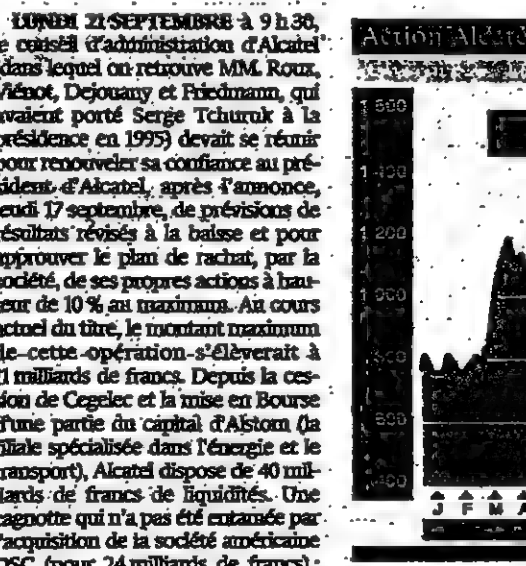 LUNDI 21 SEPTEMBRE à 9 h 30,
e conseil d'administration d'Alcatel
dans lequel on retrouve MM. Roux,
Viénot, Dejouany et Friedmann, qui
avaient porté Serge Tchuruk à la
présidence en 1995) devait se réunir
pour renouveler sa confiance au pré-
sident d'Alcatel, après l'annonce,
jeudi 17 septembre, de prévisions de
résultats révisés à la baisse et pour
approuver le plan de rachat, par la
société, de ses propres actions à hau-
teur de 10 % au maximum. Au cours
actuel du titre, le montant maximum
de cette opération s'élèverait à
11 milliards de francs. Depuis la ces-
sion de Cegelec et la mise en Bourse
d'une partie du capital d'Alstom (la
filiale spécialisée dans l'énergie et le
transport), Alcatel dispose de 40 mil-
liards de francs de liquidités. Une
cagnotte qui n'a pas été entamée par
l'acquisition de la société américaine
DSC (pour 24 milliards de francs),
Action Alcate
1 600
1 400
1 200
1 000
800
600
400
J F M A